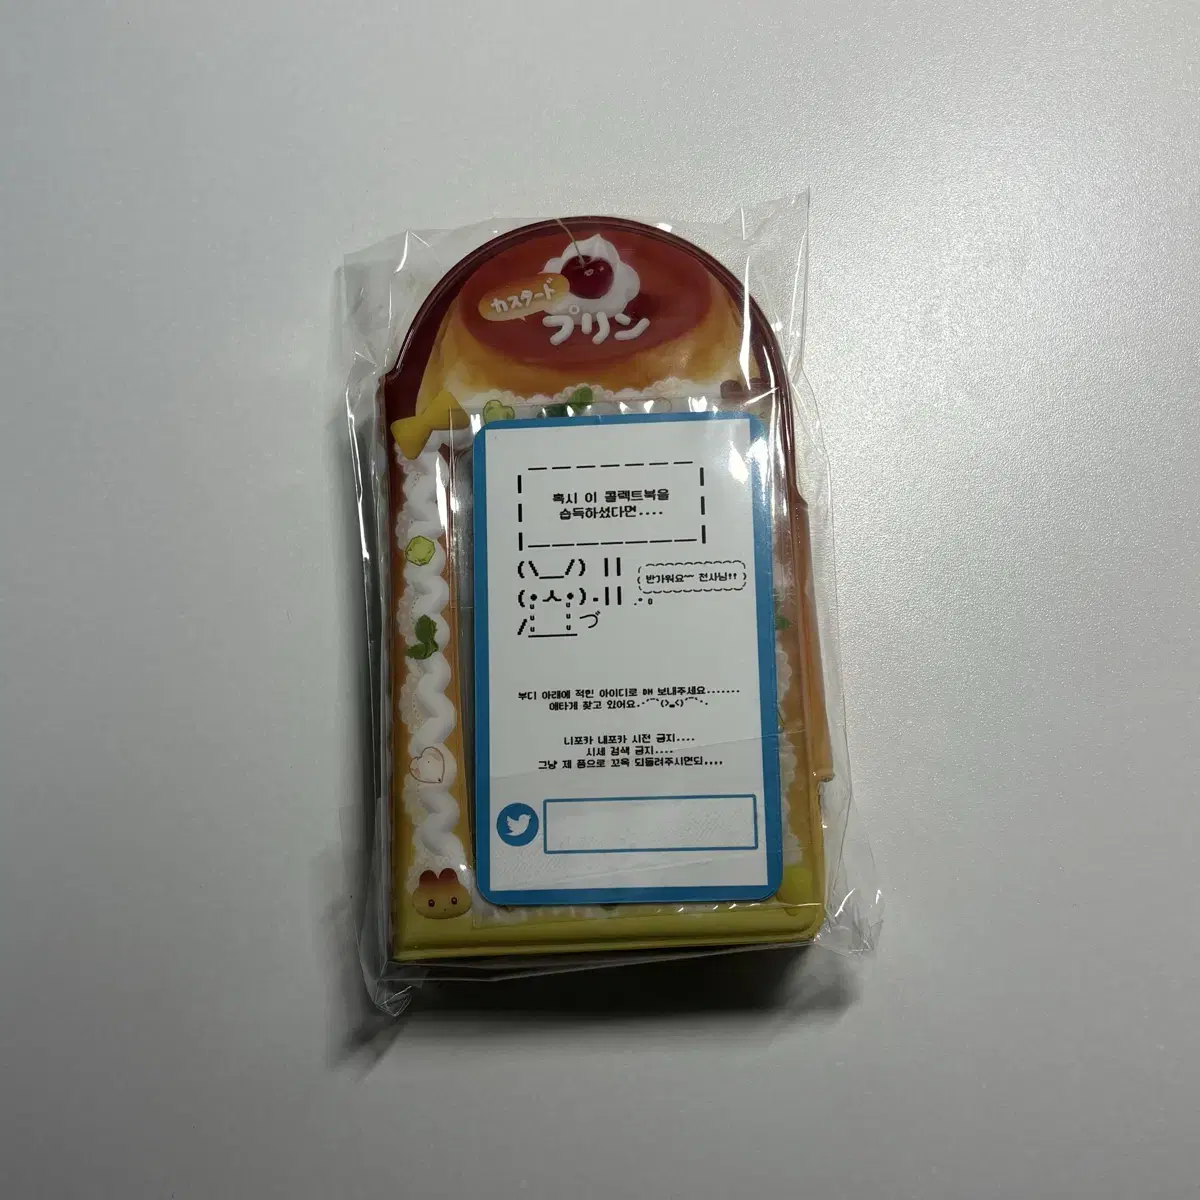 カスタード
プリン
혹시 이 콜렉트북을
습득하셨다면....
(\__/) ||
반가워요~~ 천사님!!
(•ㅅ•).||
/ づ
부디 아래에 적힌 아이디로 DM 보내주세요.......
애타게 찾고 있어요.
니포카 내포카 시전 금지....
시세 검색 금지....
그냥 제 품으로 꼬옥 되돌려주시면되....